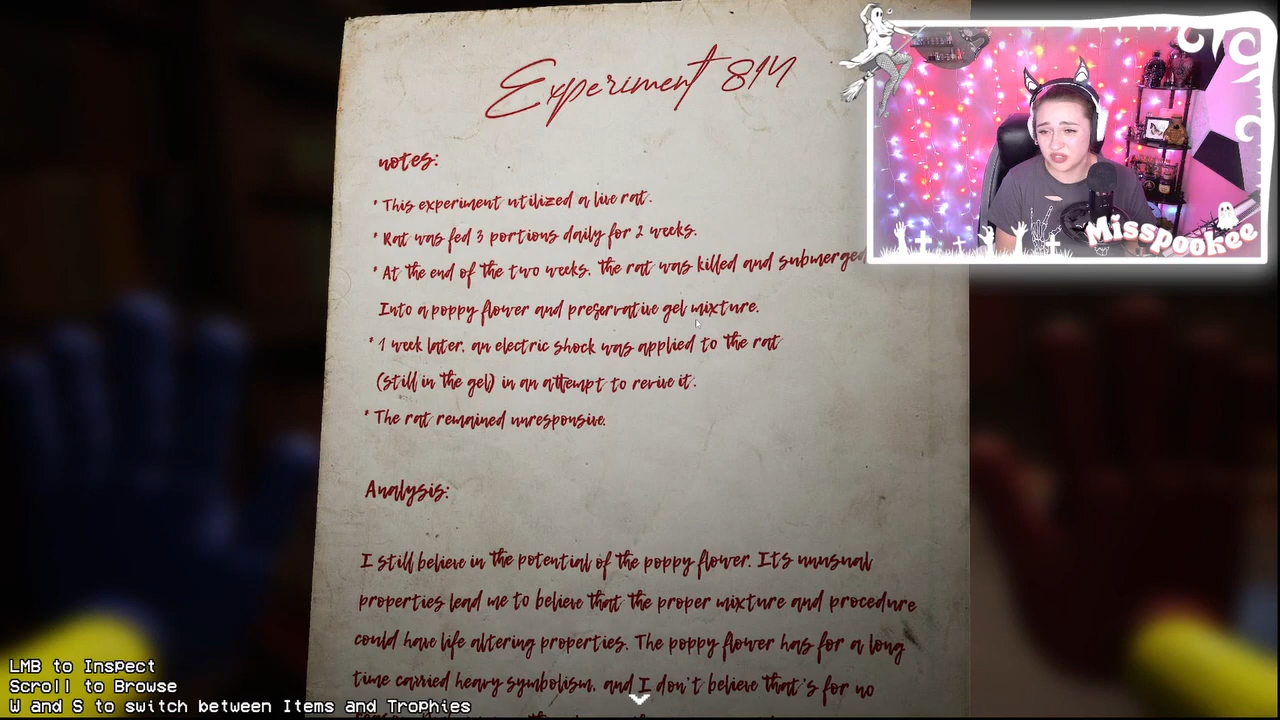 Experiment 814
notes:
* This experiment utilized a live rat.
* Rat was fed 3 portions daily for 2 weeks.
* At the end of the two weeks, the rat was killed and submerged
Into a poppy flower and preservative gel mixture.
* 1 week later, an electric shock was applied to the rat
(still in the gel) in an attempt to revive it.
* The rat remained unresponsive.
Analysis:
I still believe in the potential of the poppy flower. Its unusual
properties lead me to believe that the proper mixture and procedure
could have life altering properties. The poppy flower has for a long
time carried heavy symbolism, and I don't believe that's for no
Misspookee
LMB to Inspect
Scroll to Browse
W and S to switch between Items and Trophies